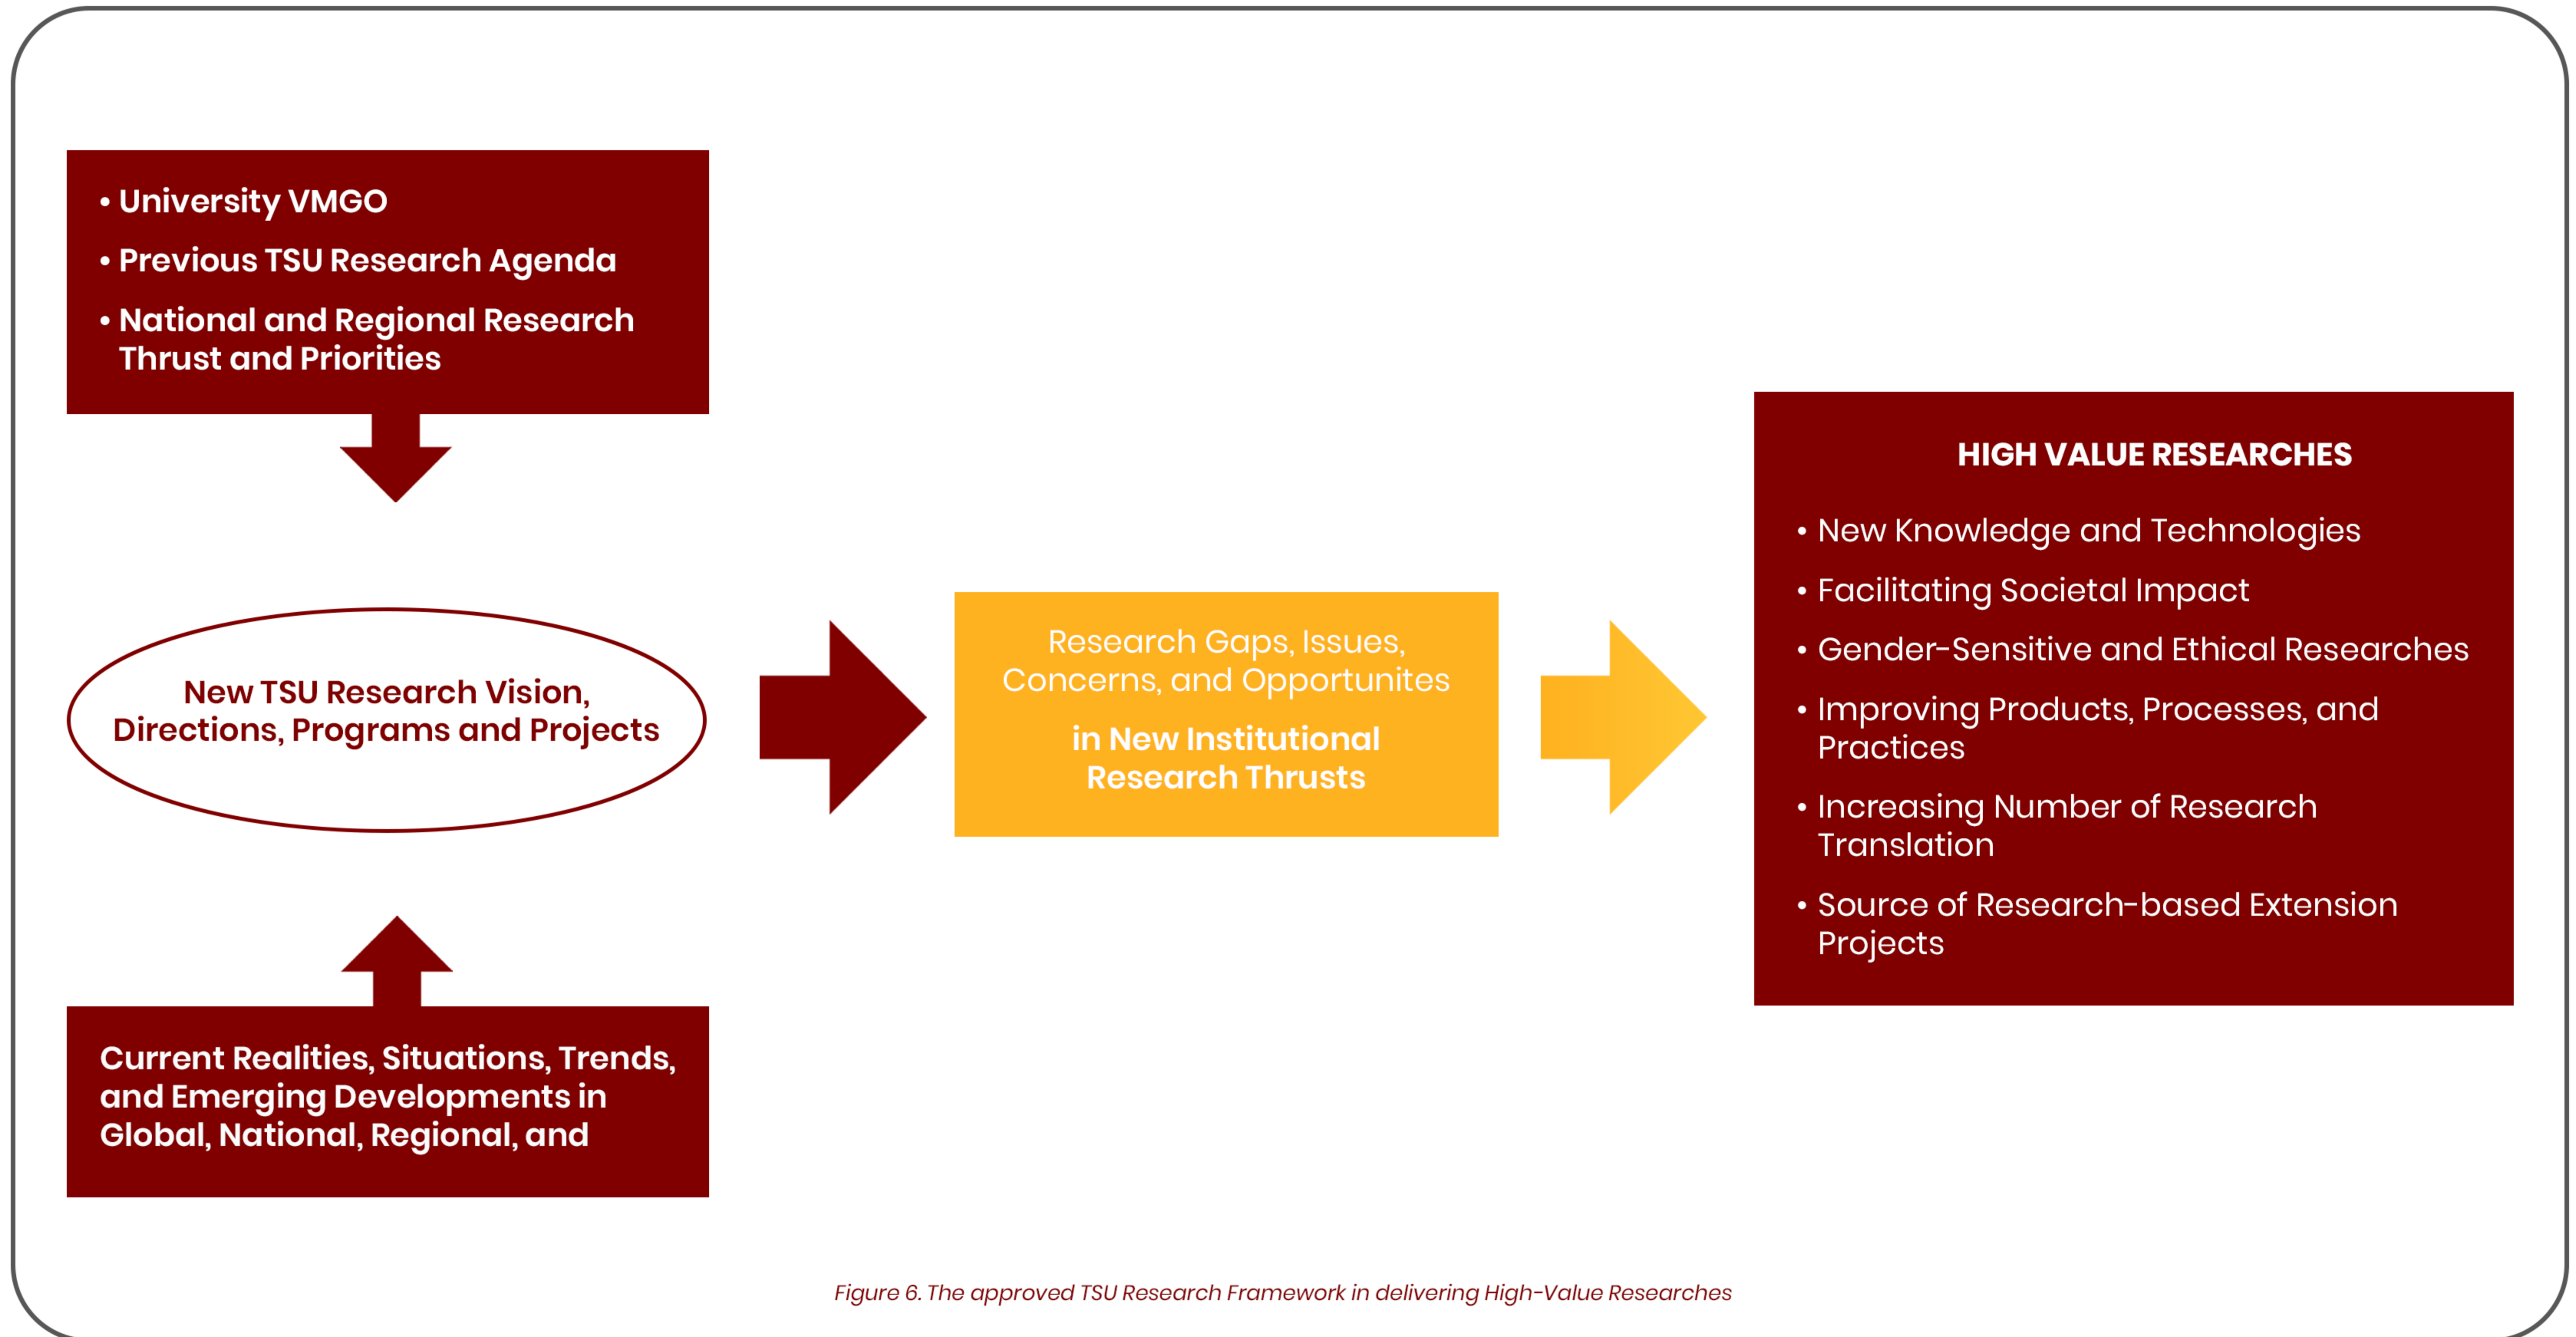 • University VMGO
• Previous TSU Research Agenda
• National and Regional Research
Thrust and Priorities
New TSU Research Vision,
Directions, Programs and Projects
Current Realities, Situations, Trends,
and Emerging Developments in
Global, National, Regional, and
Research Gaps, Issues,
Concerns, and Opportunites
in New Institutional
Research Thrusts
HIGH VALUE RESEARCHES
• New Knowledge and Technologies
• Facilitating Societal Impact
• Gender-Sensitive and Ethical Researches
• Improving Products, Processes, and
Practices
• Increasing Number of Research
Translation
• Source of Research-based Extension
Projects
Figure 6. The approved TSU Research Framework in delivering High-Value Researches